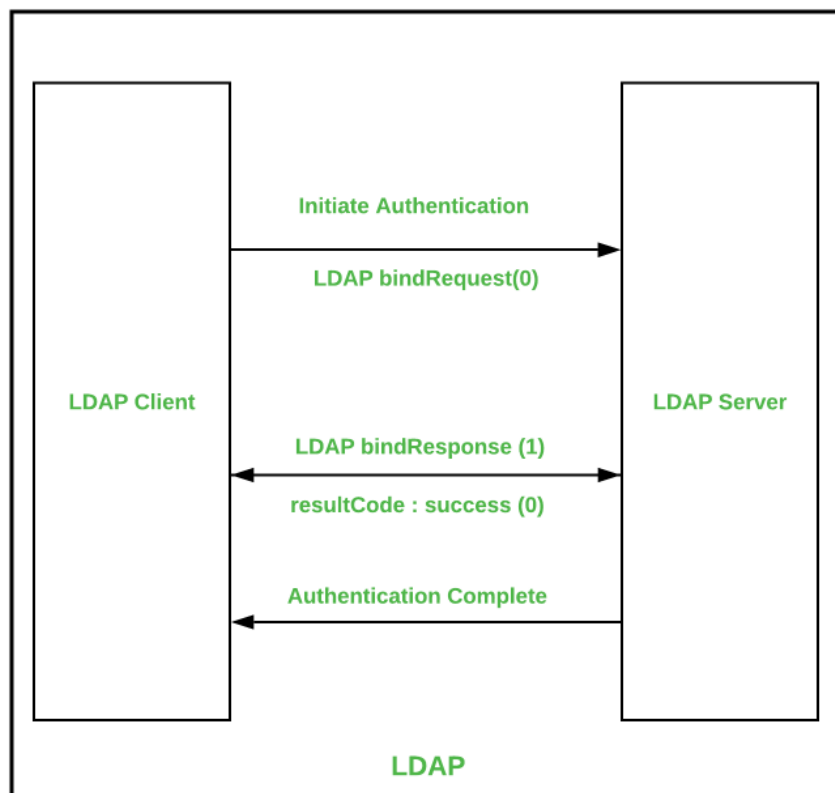 Initiate Authentication
LDAP bindRequest(0)
LDAP Client
LDAP Server
LDAP bindResponse (1)
resultCode : success (0)
Authentication Complete
LDAP